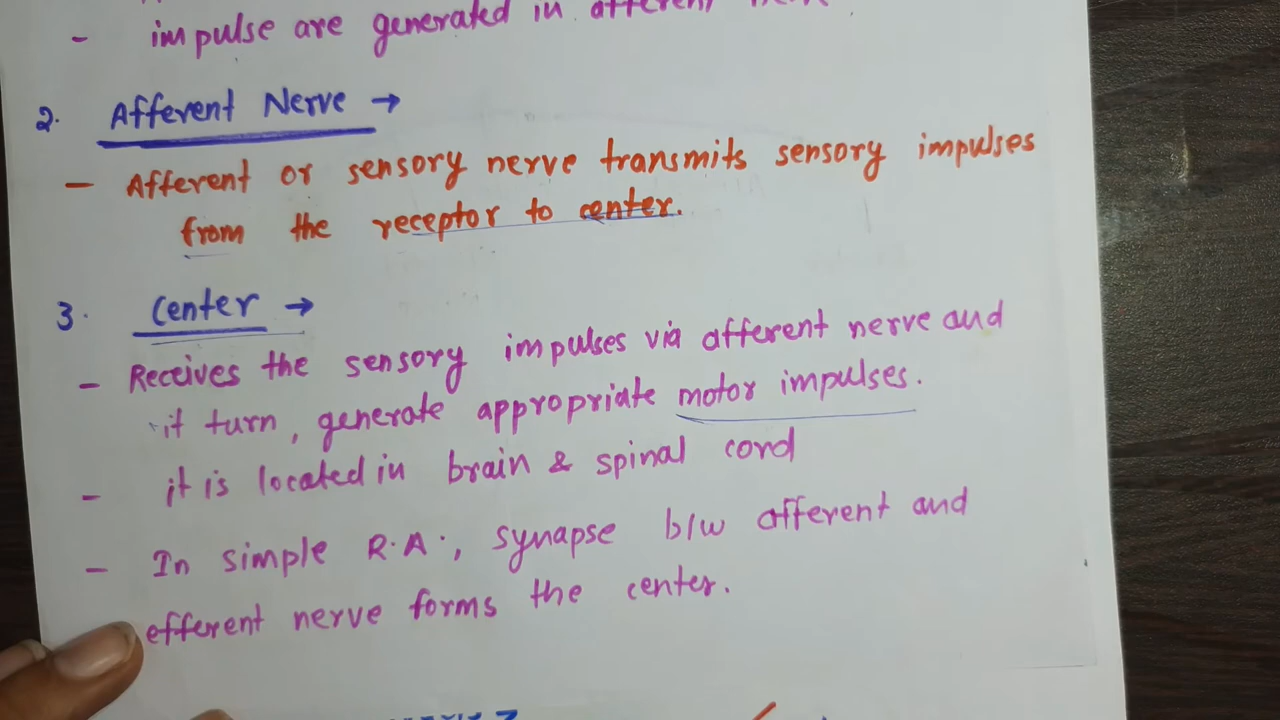 - impulse are generated in afferent
2. Afferent Nerve →
- Afferent or sensory nerve transmits sensory impulses
from the receptor to center.
3. Center →
- Receives the sensory impulses via afferent nerve and
it turn, generate appropriate motor impulses.
- it is located in brain & spinal cord
- In simple R.A., synapse b/w afferent and
efferent nerve forms the center.